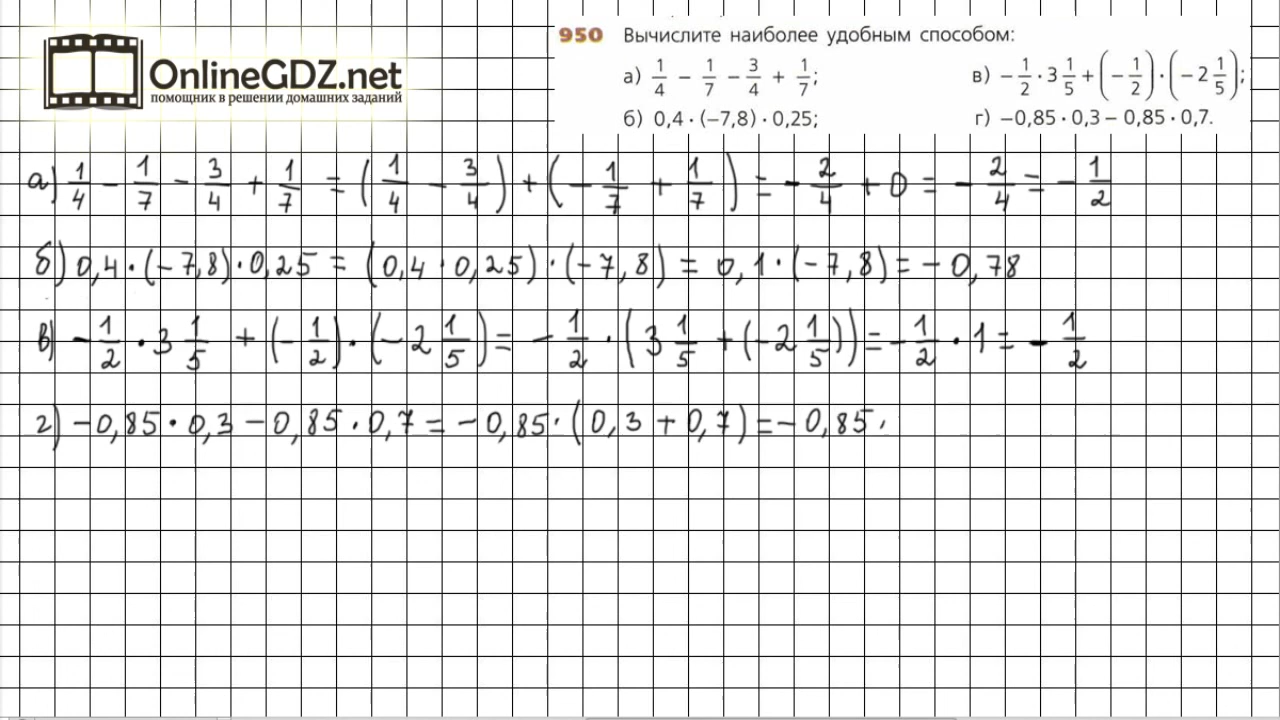 OnlineGDZ.net
помощник в решении домашних заданий
950 Вычислите наиболее удобным способом:
а) 1/4 − 1/7 − 3/4 + 1/7;
в) −1/2 · 3 1/5 + (−1/2) · (−2 1/5);
б) 0,4 · (−7,8) · 0,25;
г) −0,85 · 0,3 − 0,85 · 0,7.
а) 1/4 − 1/7 − 3/4 + 1/7 = (1/4 − 3/4) + (−1/7 + 1/7) = −2/4 + 0 = −2/4 = −1/2
б) 0,4 · (−7,8) · 0,25 = (0,4 · 0,25) · (−7,8) = 0,1 · (−7,8) = −0,78
в) −1/2 · 3 1/5 + (−1/2) · (−2 1/5) = −1/2 · (3 1/5 + (−2 1/5)) = −1/2 · 1 = −1/2
г) −0,85 · 0,3 − 0,85 · 0,7 = −0,85 · (0,3 + 0,7) = −0,85 ·